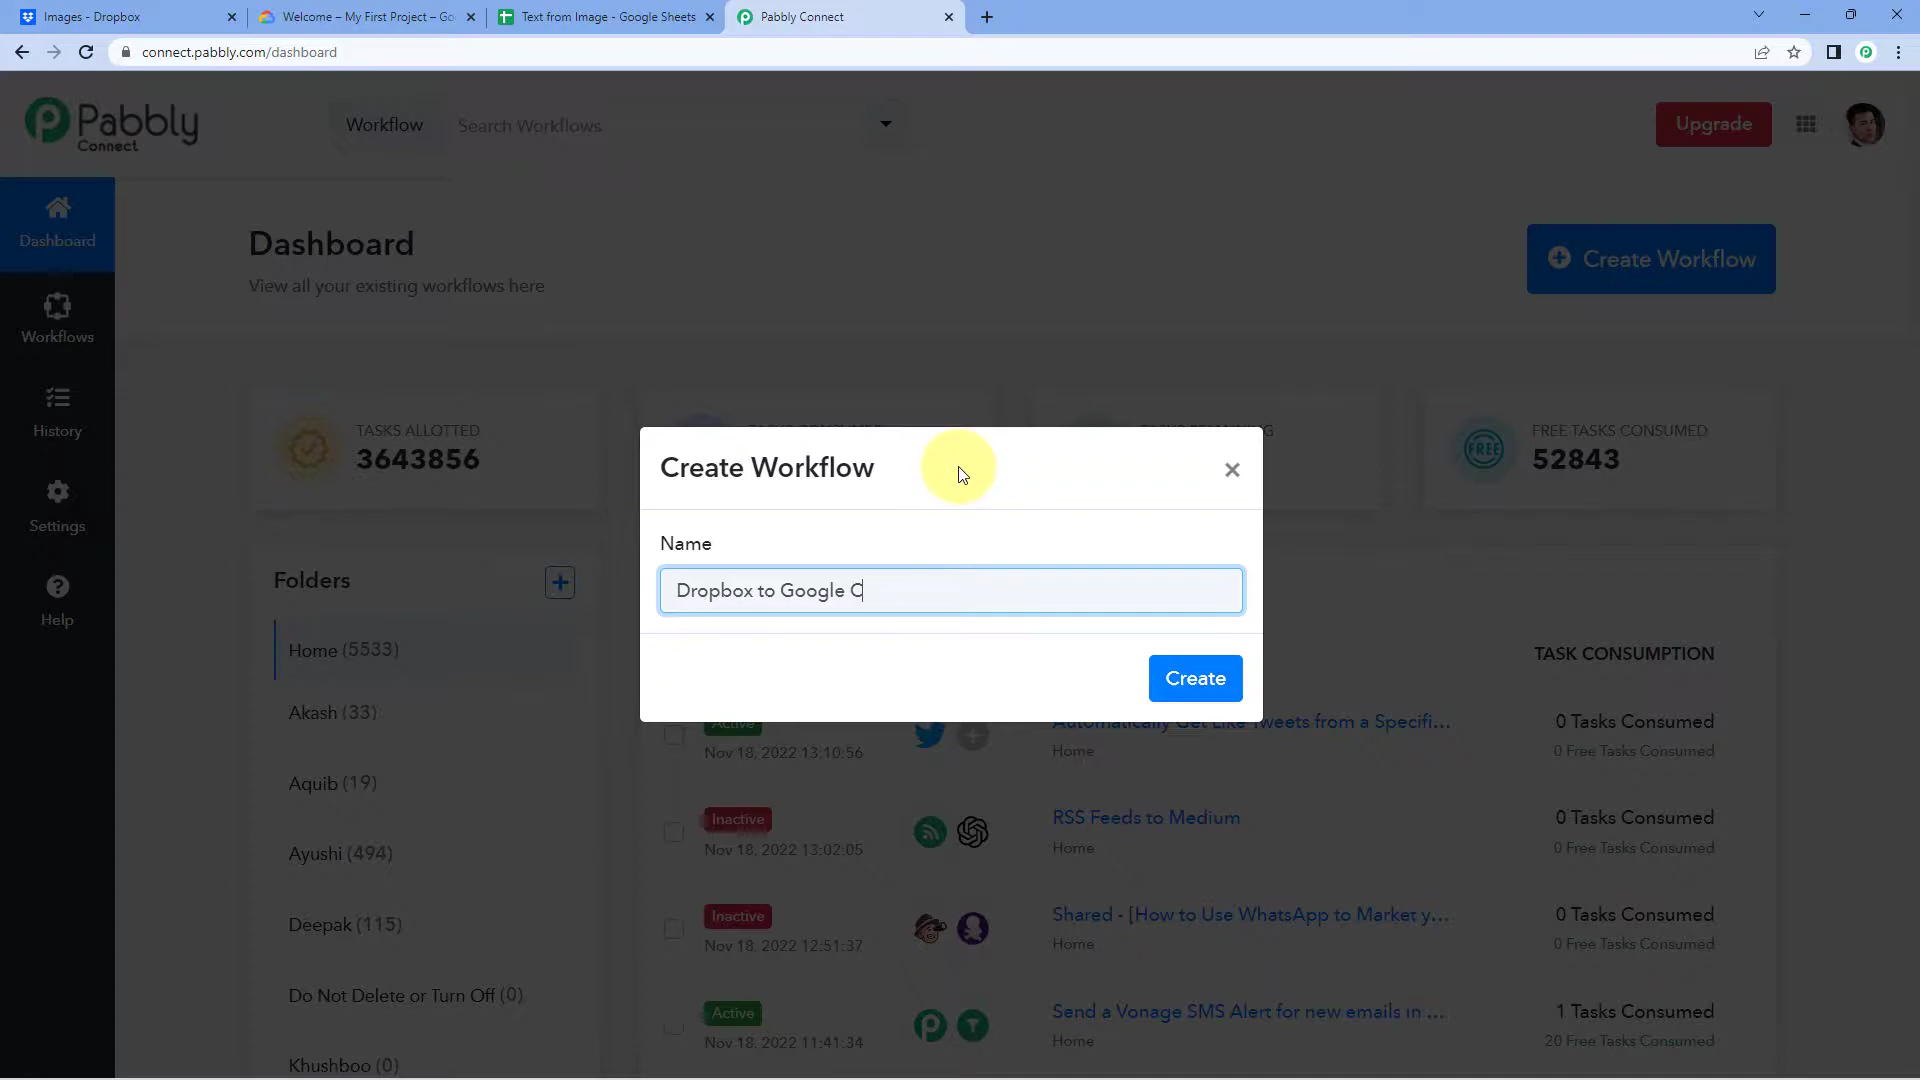 Images - Dropbox
Welcome – My First Project – Go
Text from Image - Google Sheets
Pabbly Connect
connect.pabbly.com/dashboard
Pabbly
Connect
Workflow
Search Workflows
Upgrade
Dashboard
Workflows
History
Settings
Help
Dashboard
View all your existing workflows here
Create Workflow
TASKS ALLOTTED
3643856
FREE TASKS CONSUMED
52843
FREE
Create Workflow
Name
Dropbox to Google C
Create
Folders
Home (5533)
Akash (33)
Aquib (19)
Ayushi (494)
Deepak (115)
Do Not Delete or Turn Off (0)
Khushboo (0)
TASK CONSUMPTION
Active
Nov 18, 2022 13:10:56
Automatically Get Like Tweets from a Specifi...
Home
0 Tasks Consumed
0 Free Tasks Consumed
Inactive
Nov 18, 2022 13:02:05
RSS Feeds to Medium
Home
0 Tasks Consumed
0 Free Tasks Consumed
Inactive
Nov 18, 2022 12:51:37
Shared - [How to Use WhatsApp to Market y...
Home
0 Tasks Consumed
0 Free Tasks Consumed
Active
Nov 18, 2022 11:41:34
Send a Vonage SMS Alert for new emails in ...
Home
1 Tasks Consumed
20 Free Tasks Consumed